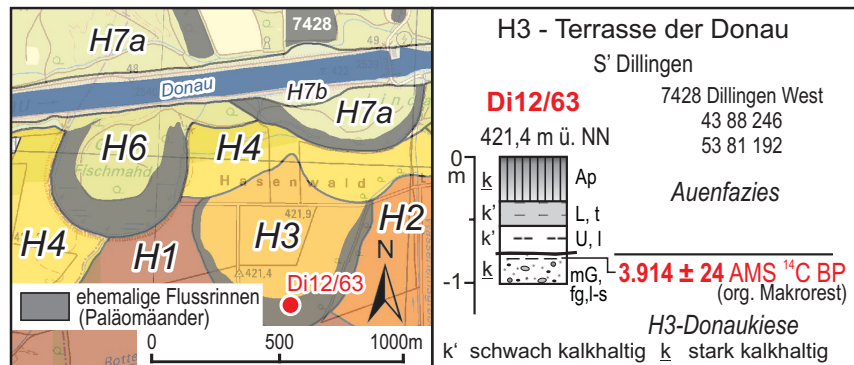 7428
H7a
Donau
H7b
H7a
H6
H4
Fischmahd
Hasenwald
H4
H1
H3
H2
421,9
N
421,4
Di12/63
ehemalige Flussrinnen
(Paläomäander)
0 500 1000m
H3 - Terrasse der Donau
S' Dillingen
Di12/63
7428 Dillingen West
43 88 246
421,4 m ü. NN
53 81 192
0
m
k Ap
Auenfazies
k' L, t
k' U, l
k mG,
fg,l-s
-1
3.914 ± 24 AMS ¹⁴C BP
(org. Makrorest)
H3-Donaukiese
k' schwach kalkhaltig k stark kalkhaltig